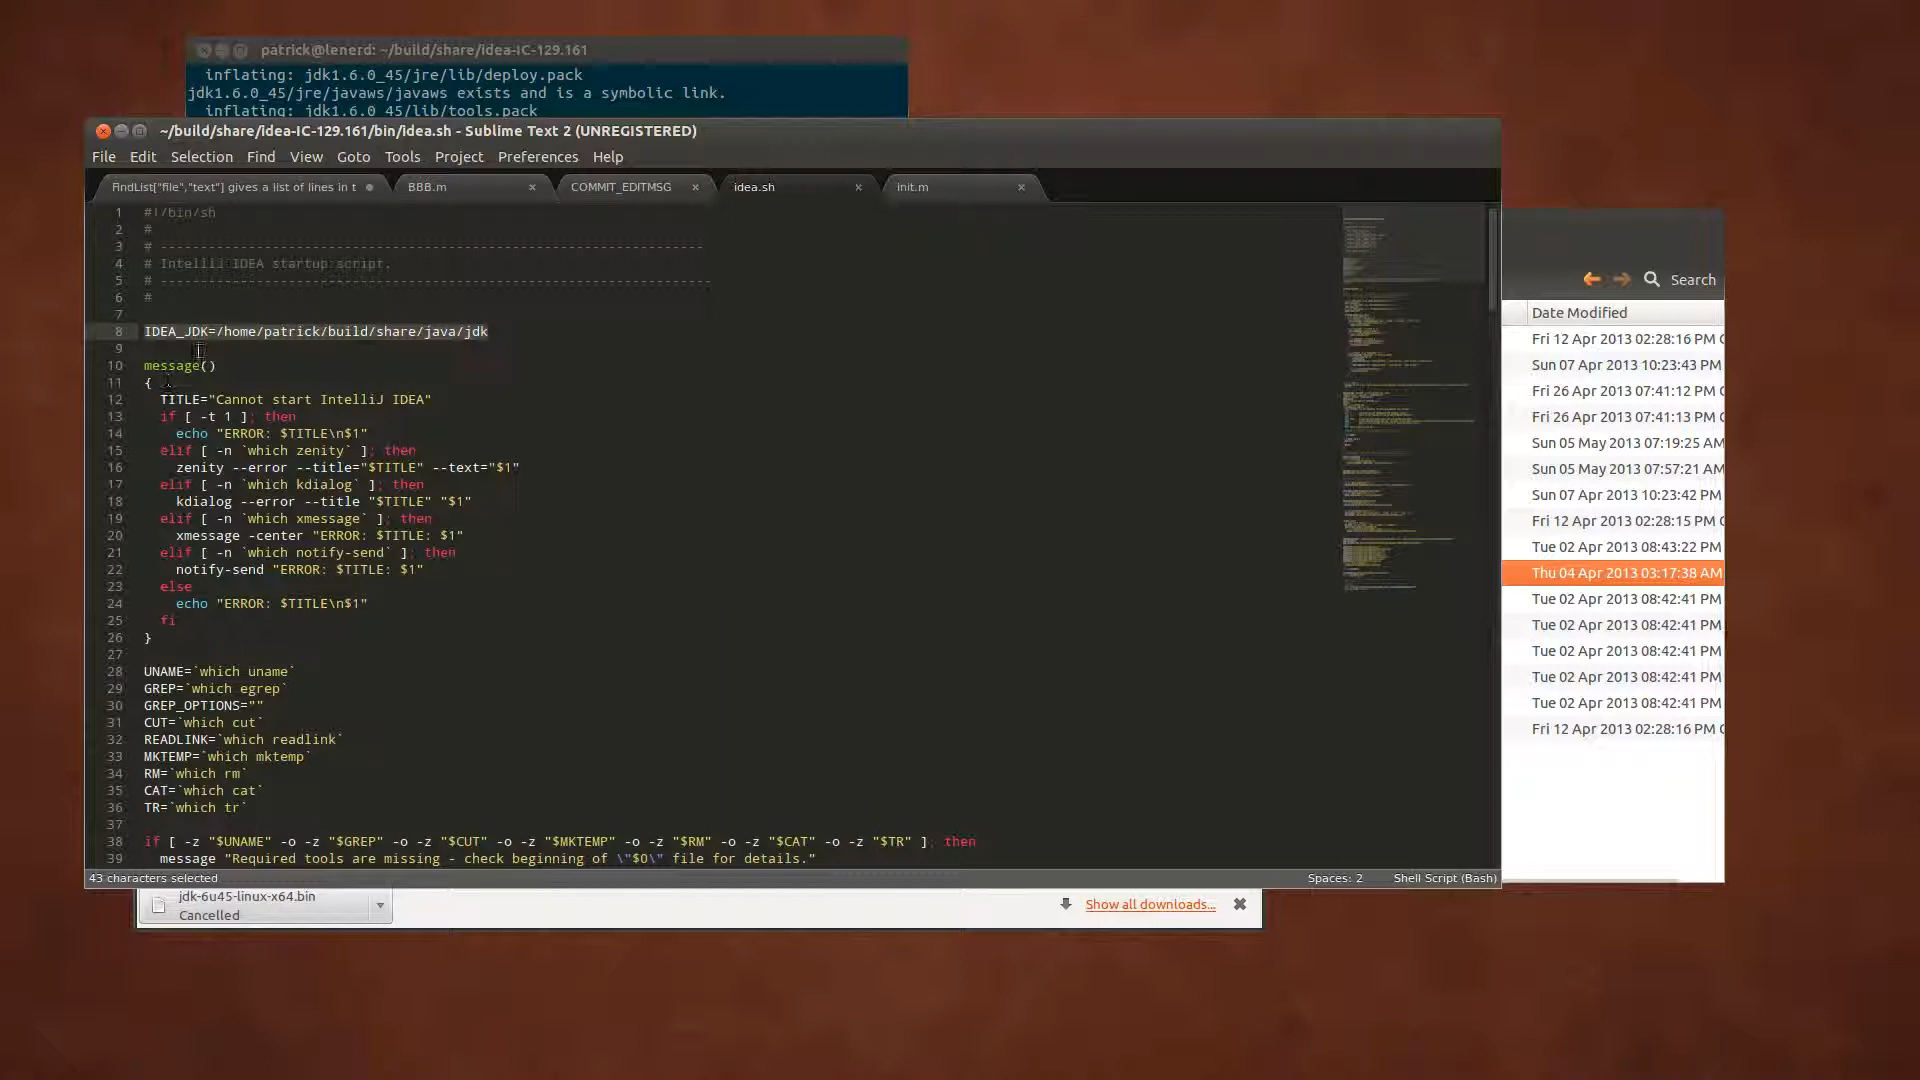 patrick@lenerd: ~/build/share/idea-IC-129.161
inflating: jdk1.6.0_45/jre/lib/deploy.pack
jdk1.6.0_45/jre/javaws/javaws exists and is a symbolic link.
inflating: jdk1.6.0_45/lib/tools.pack
~/build/share/idea-IC-129.161/bin/idea.sh - Sublime Text 2 (UNREGISTERED)
File Edit Selection Find View Goto Tools Project Preferences Help
FindList["file","text"] gives a list of lines in t BBB.m COMMIT_EDITMSG idea.sh init.m
1 #!/bin/sh
2 #
3 # --------------------------------------------------------------------
4 # IntelliJ IDEA startup script.
5 # ---------------------------------------------------------------------
6 #
7
8 IDEA_JDK=/home/patrick/build/share/java/jdk
9
10 message()
11 {
12 TITLE="Cannot start IntelliJ IDEA"
13 if [ -t 1 ]; then
14 echo "ERROR: $TITLE\n$1"
15 elif [ -n `which zenity` ]; then
16 zenity --error --title="$TITLE" --text="$1"
17 elif [ -n `which kdialog` ]; then
18 kdialog --error --title "$TITLE" "$1"
19 elif [ -n `which xmessage` ]; then
20 xmessage -center "ERROR: $TITLE: $1"
21 elif [ -n `which notify-send` ]; then
22 notify-send "ERROR: $TITLE: $1"
23 else
24 echo "ERROR: $TITLE\n$1"
25 fi
26 }
27
28 UNAME=`which uname`
29 GREP=`which egrep`
30 GREP_OPTIONS=""
31 CUT=`which cut`
32 READLINK=`which readlink`
33 MKTEMP=`which mktemp`
34 RM=`which rm`
35 CAT=`which cat`
36 TR=`which tr`
37
38 if [ -z "$UNAME" -o -z "$GREP" -o -z "$CUT" -o -z "$MKTEMP" -o -z "$RM" -o -z "$CAT" -o -z "$TR" ]; then
39 message "Required tools are missing - check beginning of \"$0\" file for details."
43 characters selected
Spaces: 2 Shell Script (Bash)
Search
Date Modified
Fri 12 Apr 2013 02:28:16 PM
Sun 07 Apr 2013 10:23:43 PM
Fri 26 Apr 2013 07:41:12 PM
Fri 26 Apr 2013 07:41:13 PM
Sun 05 May 2013 07:19:25 AM
Sun 05 May 2013 07:57:21 AM
Sun 07 Apr 2013 10:23:42 PM
Fri 12 Apr 2013 02:28:15 PM
Tue 02 Apr 2013 08:43:22 PM
Thu 04 Apr 2013 03:17:38 AM
Tue 02 Apr 2013 08:42:41 PM
Tue 02 Apr 2013 08:42:41 PM
Tue 02 Apr 2013 08:42:41 PM
Tue 02 Apr 2013 08:42:41 PM
Tue 02 Apr 2013 08:42:41 PM
Fri 12 Apr 2013 02:28:16 PM
jdk-6u45-linux-x64.bin
Cancelled
Show all downloads...